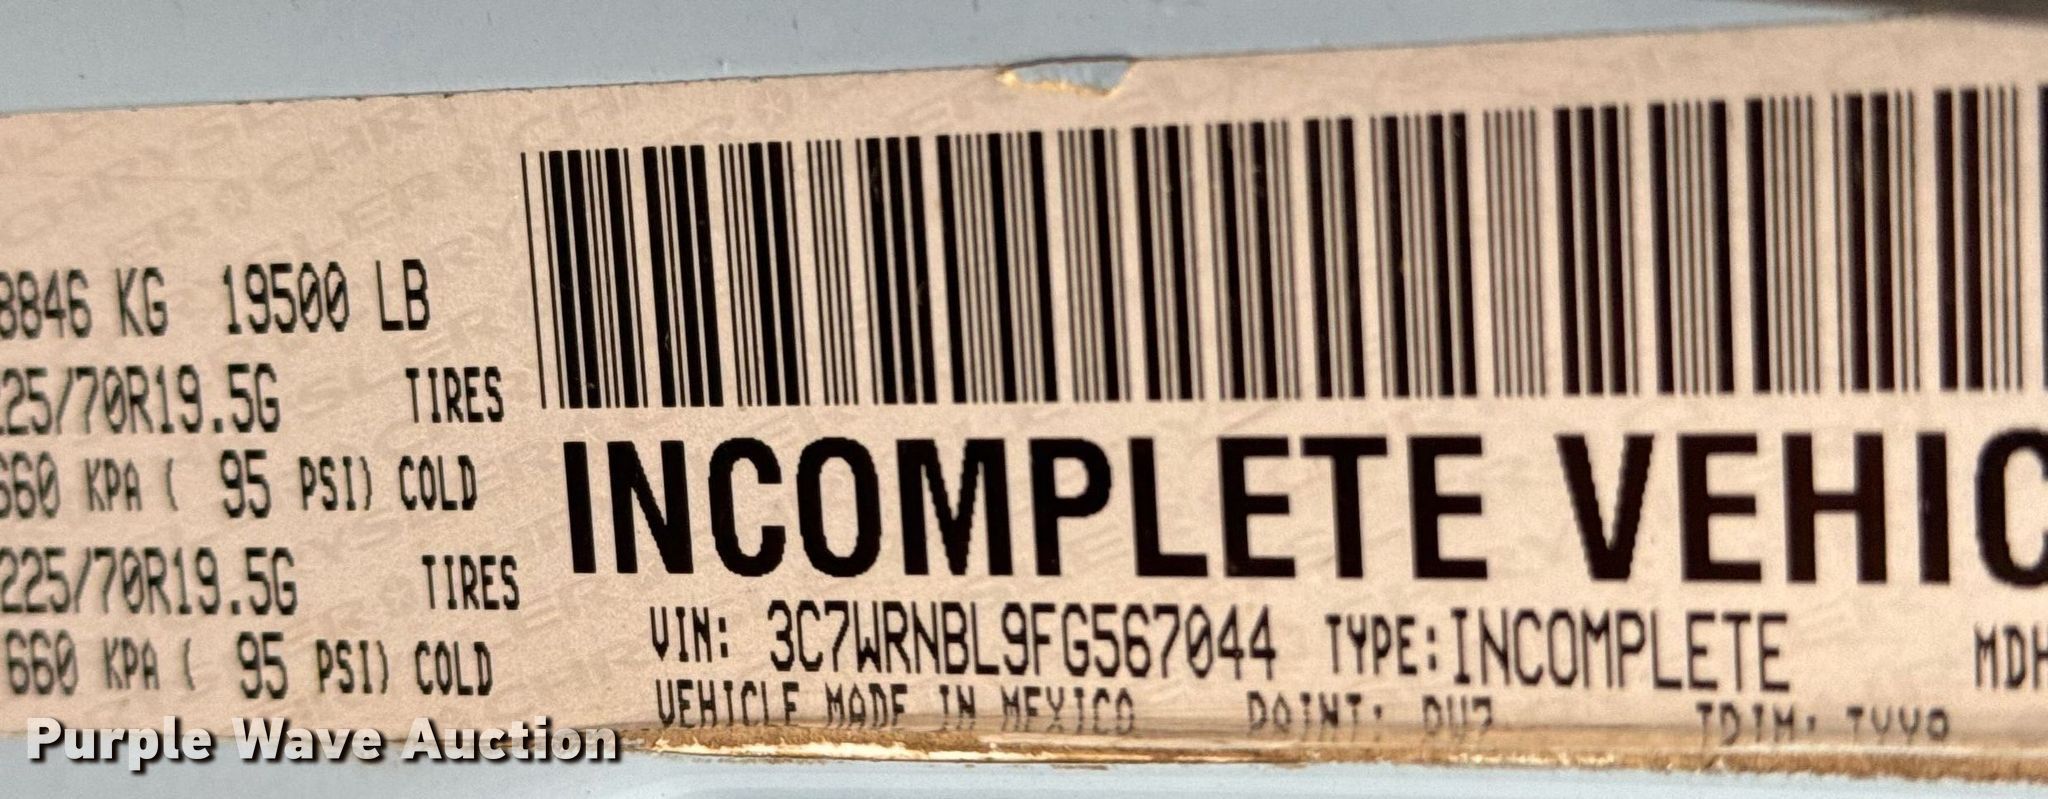 8846 KG 19500 LB
225/70R19.5G TIRES
660 KPA ( 95 PSI) COLD
225/70R19.5G TIRES
660 KPA ( 95 PSI) COLD
INCOMPLETE VEHIC
VIN: 3C7WRNBL9FG567044 TYPE:INCOMPLETE MDH
VEHICLE MADE IN MEXICO PAINT:
Purple Wave Auction